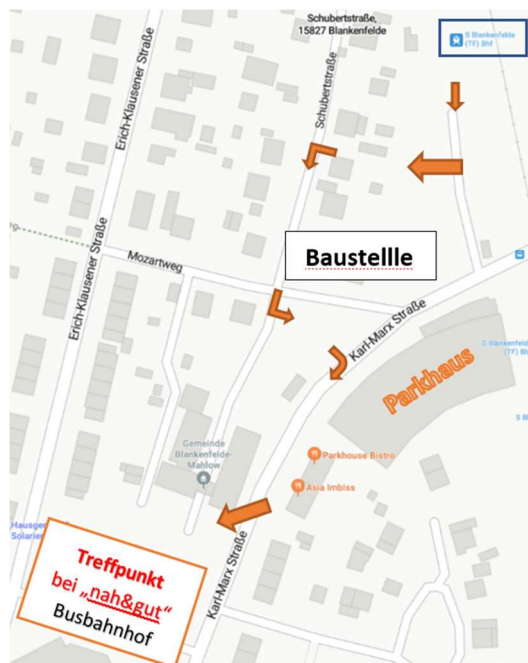 Schubertstraße,
15827 Blankenfelde
S Blankenfelde
(TF) Bhf
Erich-Klausener Straße
Schubertstraße
Baustellle
Mozartweg
Erich-Klausener Straße
Karl-Marx Straße
S Blankenfelde
(TF) Bhf
Parkhaus
Gemeinde
Blankenfelde-
Mahlow
Parkhouse Bistro
Asia Imbiss
Karl-Marx Straße
Treffpunkt
bei „nah&gut“
Busbahnhof